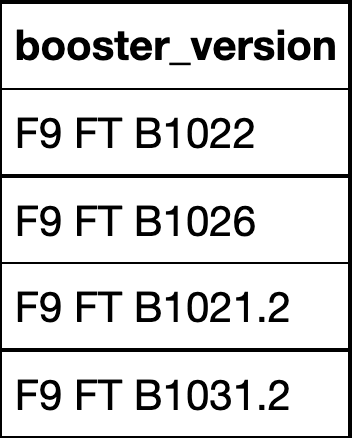 booster_version
F9 FT B1022
F9 FT B1026
F9 FT B1021.2
F9 FT B1031.2